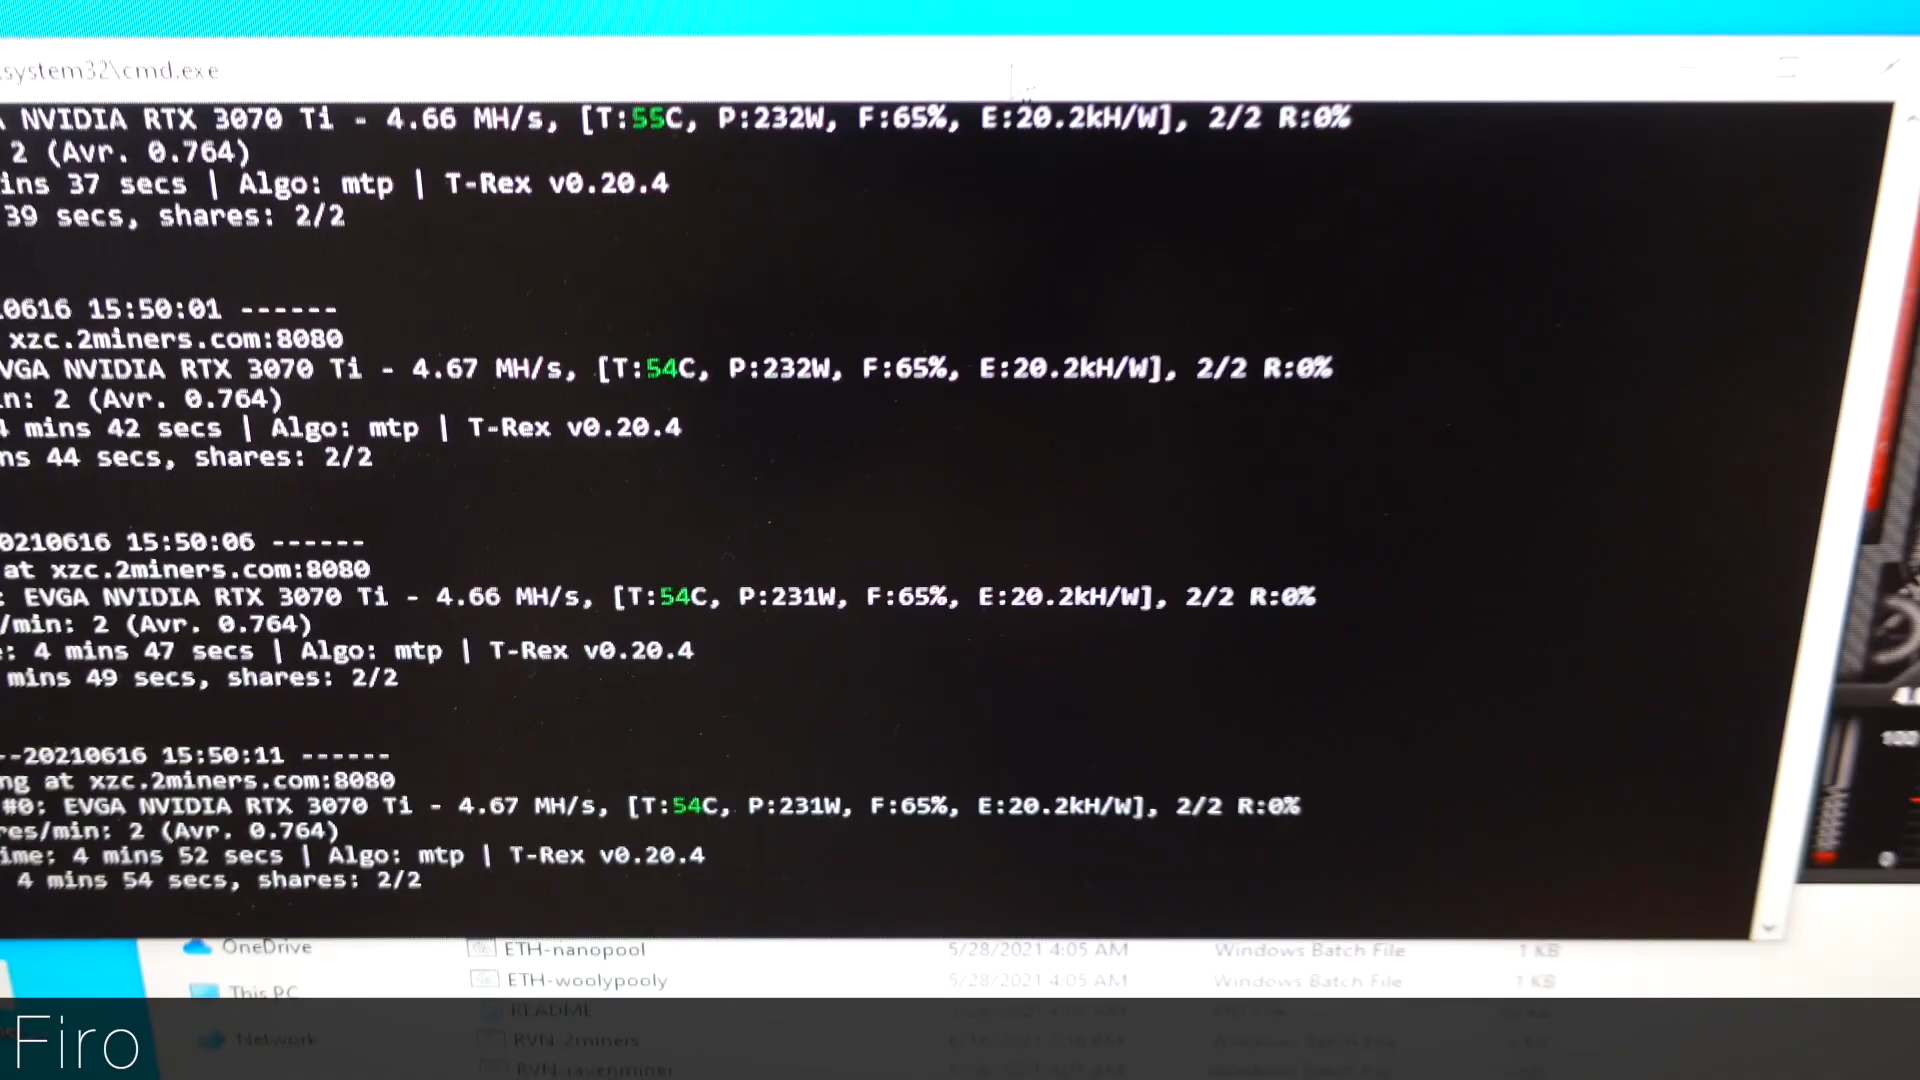 system32\cmd.exe
NVIDIA RTX 3070 Ti - 4.66 MH/s, [T:55C, P:232W, F:65%, E:20.2kH/W], 2/2 R:0%
2 (Avr. 0.764)
ins 37 secs | Algo: mtp | T-Rex v0.20.4
39 secs, shares: 2/2
0616 15:50:01 ------
xzc.2miners.com:8080
VGA NVIDIA RTX 3070 Ti - 4.67 MH/s, [T:54C, P:232W, F:65%, E:20.2kH/W], 2/2 R:0%
n: 2 (Avr. 0.764)
4 mins 42 secs | Algo: mtp | T-Rex v0.20.4
ns 44 secs, shares: 2/2
0210616 15:50:06 ------
at xzc.2miners.com:8080
: EVGA NVIDIA RTX 3070 Ti - 4.66 MH/s, [T:54C, P:231W, F:65%, E:20.2kH/W], 2/2 R:0%
/min: 2 (Avr. 0.764)
: 4 mins 47 secs | Algo: mtp | T-Rex v0.20.4
mins 49 secs, shares: 2/2
--20210616 15:50:11 ------
ng at xzc.2miners.com:8080
#0: EVGA NVIDIA RTX 3070 Ti - 4.67 MH/s, [T:54C, P:231W, F:65%, E:20.2kH/W], 2/2 R:0%
res/min: 2 (Avr. 0.764)
ime: 4 mins 52 secs | Algo: mtp | T-Rex v0.20.4
4 mins 54 secs, shares: 2/2
100
0
OneDrive ETH-nanopool 5/28/2021 4:05 AM Windows Batch File 1 KB
ETH-woolypooly 5/28/2021 4:05 AM Windows Batch File 1 KB
This PC
README
Network RVN-2miners Windows Batch File
RVN-ravenminer
Firo